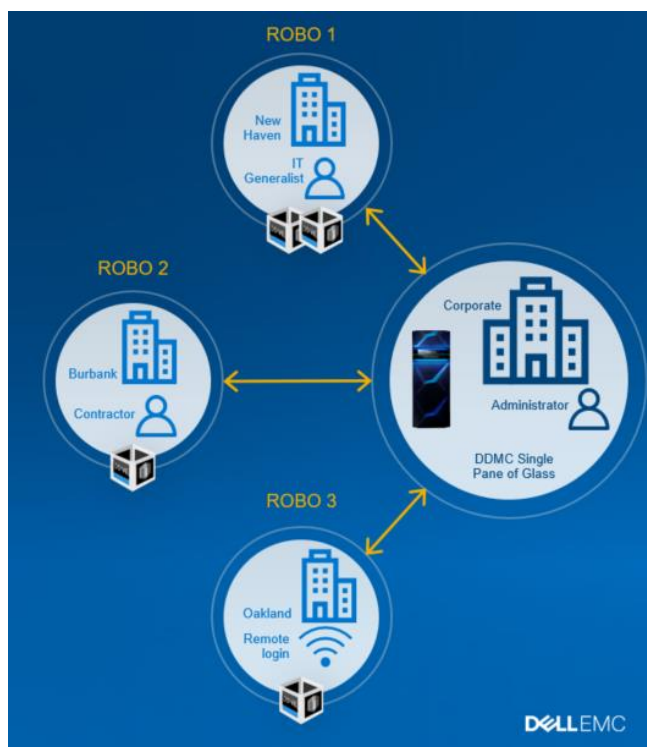 ROBO 1
New
Haven
IT
Generalist
ROBO 2
Burbank
Contractor
Corporate
Administrator
DDMC Single
Pane of Glass
ROBO 3
Oakland
Remote
login
DELLEMC